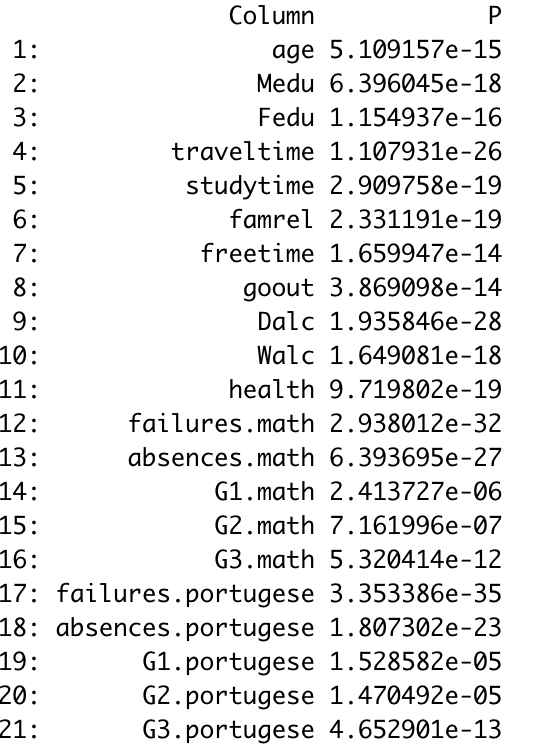 Column P
1: age 5.109157e-15
2: Medu 6.396045e-18
3: Fedu 1.154937e-16
4: traveltime 1.107931e-26
5: studytime 2.909758e-19
6: famrel 2.331191e-19
7: freetime 1.659947e-14
8: goout 3.869098e-14
9: Dalc 1.935846e-28
10: Walc 1.649081e-18
11: health 9.719802e-19
12: failures.math 2.938012e-32
13: absences.math 6.393695e-27
14: G1.math 2.413727e-06
15: G2.math 7.161996e-07
16: G3.math 5.320414e-12
17: failures.portugese 3.353386e-35
18: absences.portugese 1.807302e-23
19: G1.portugese 1.528582e-05
20: G2.portugese 1.470492e-05
21: G3.portugese 4.652901e-13